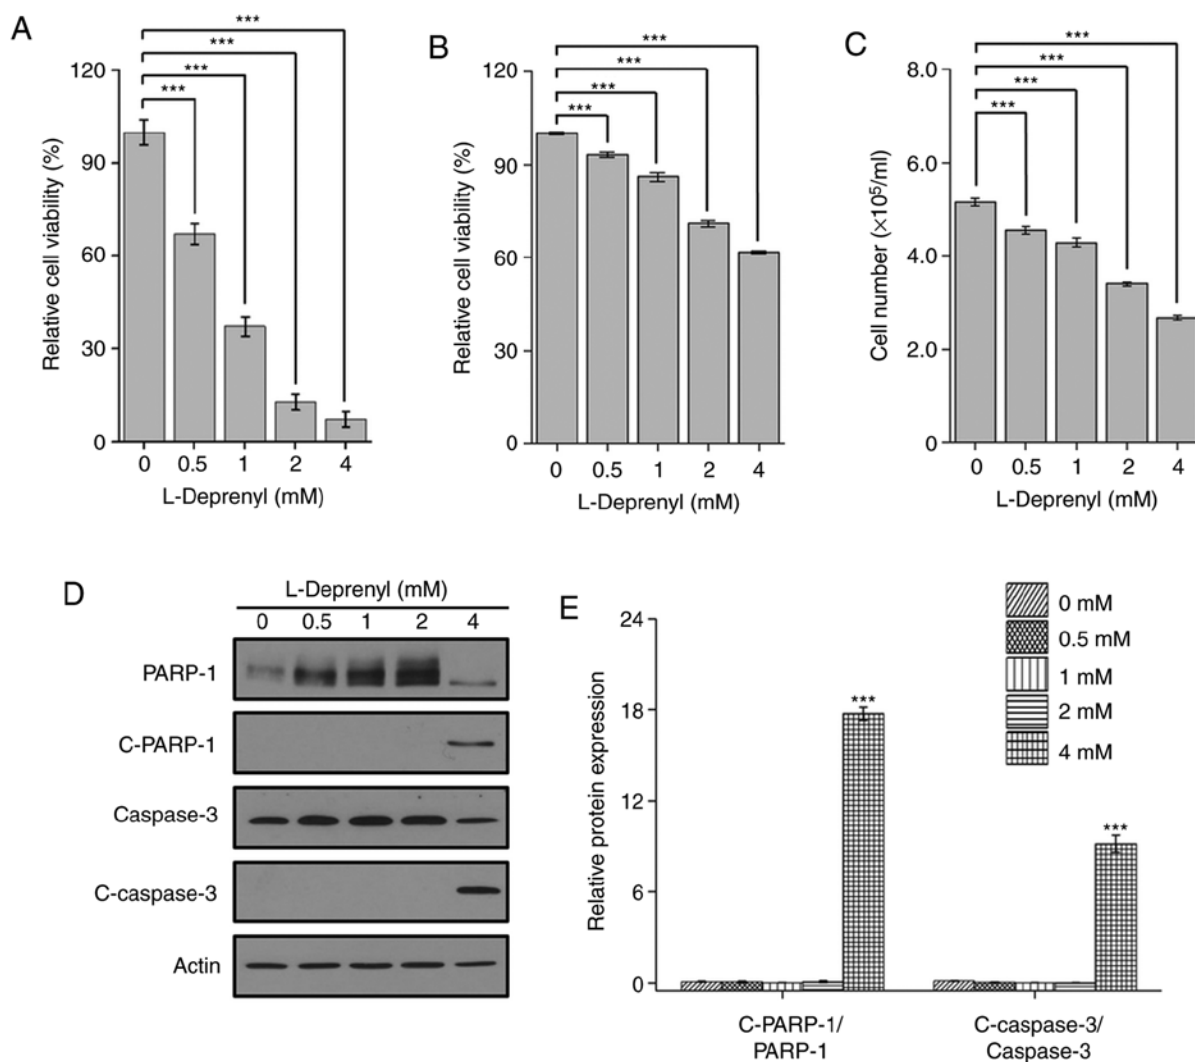 A
***
***
***
***
120
90
60
30
0
Relative cell viability (%)
0 0.5 1 2 4
L-Deprenyl (mM)
B
***
***
***
***
120
90
60
30
0
Relative cell viability (%)
0 0.5 1 2 4
L-Deprenyl (mM)
C
***
***
***
***
8.0
6.0
4.0
2.0
0
Cell number (×10⁵/ml)
0 0.5 1 2 4
L-Deprenyl (mM)
D
L-Deprenyl (mM)
0 0.5 1 2 4
PARP-1
C-PARP-1
Caspase-3
C-caspase-3
Actin
E
24
18
12
6
0
Relative protein expression
***
***
0 mM
0.5 mM
1 mM
2 mM
4 mM
C-PARP-1/
PARP-1
C-caspase-3/
Caspase-3